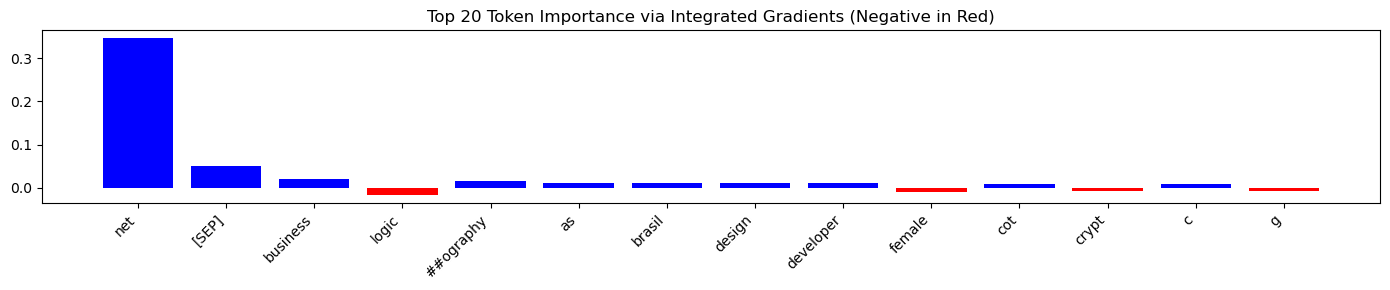 Top 20 Token Importance via Integrated Gradients (Negative in Red)
0.3
0.2
0.1
0.0
net
[SEP]
business
logic
##ography
as
brasil
design
developer
female
cot
crypt
c
g